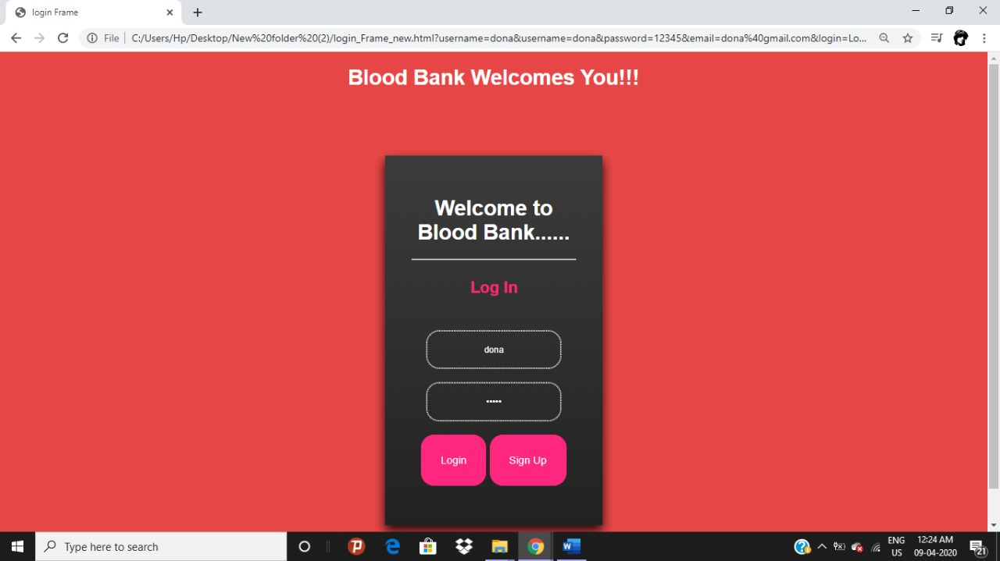 login Frame
File
C:/Users/Hp/Desktop/New%20folder%20(2)/login_Frame_new.html?username=dona&username=dona&password=12345&email=dona%40gmail.com&login=Lo...
Blood Bank Welcomes You!!!
Welcome to
Blood Bank......
Log In
dona
•••••
Login Sign Up
Type here to search
ENG 12:24 AM
US 09-04-2020
21